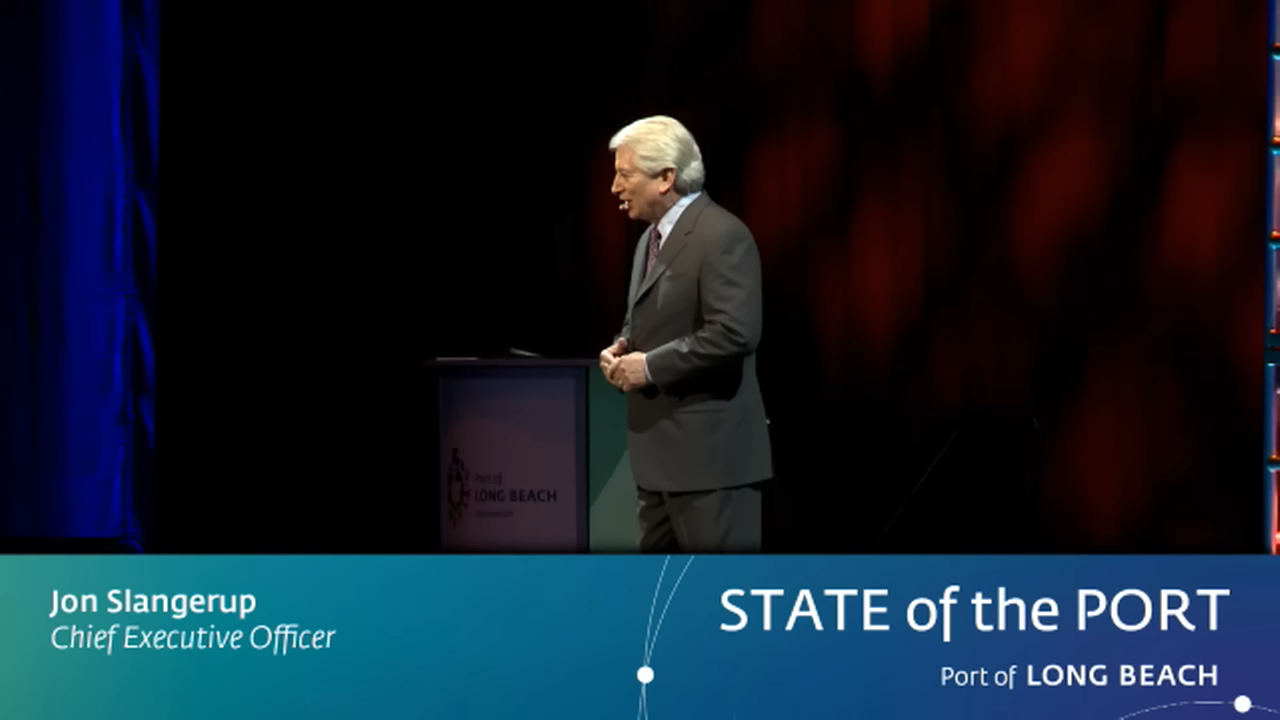 Port of
LONG BEACH
Jon Slangerup
Chief Executive Officer
STATE of the PORT
Port of LONG BEACH